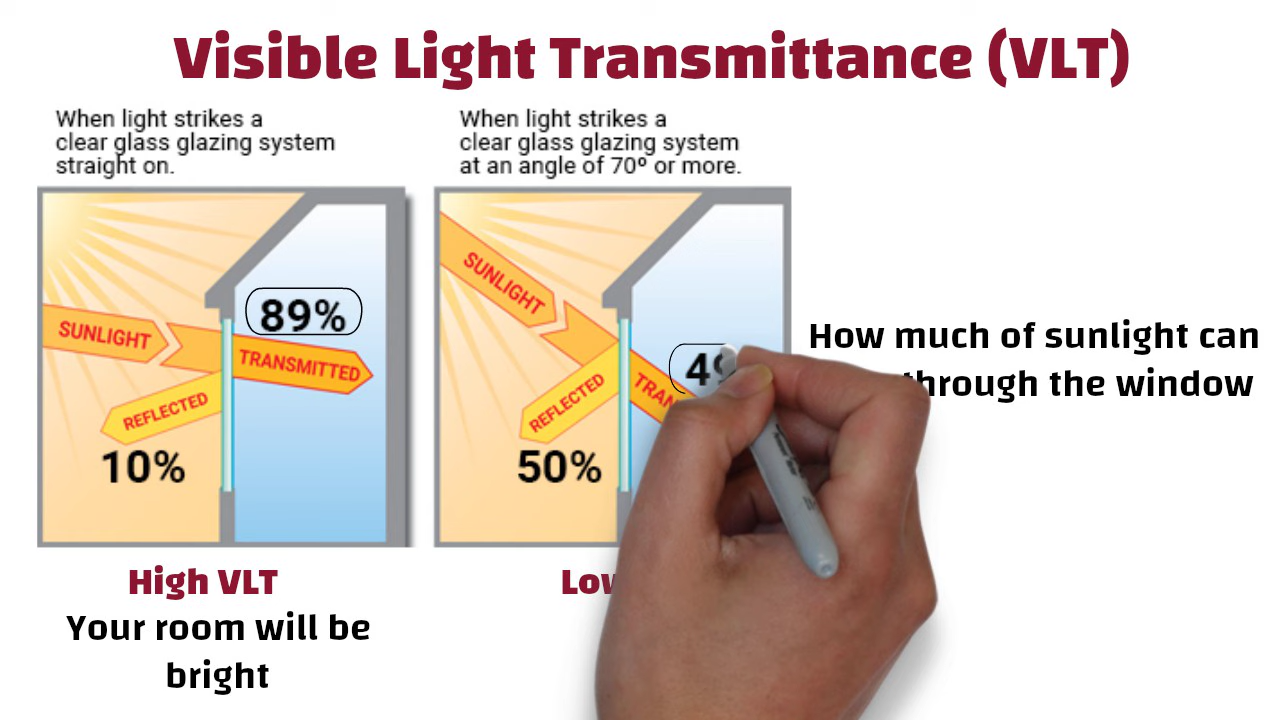 Visible Light Transmittance (VLT)
When light strikes a
clear glass glazing system
straight on.
When light strikes a
clear glass glazing system
at an angle of 70º or more.
SUNLIGHT
89%
TRANSMITTED
REFLECTED
10%
SUNLIGHT
REFLECTED
50%
How much of sunlight can
through the window
High VLT
Your room will be
bright